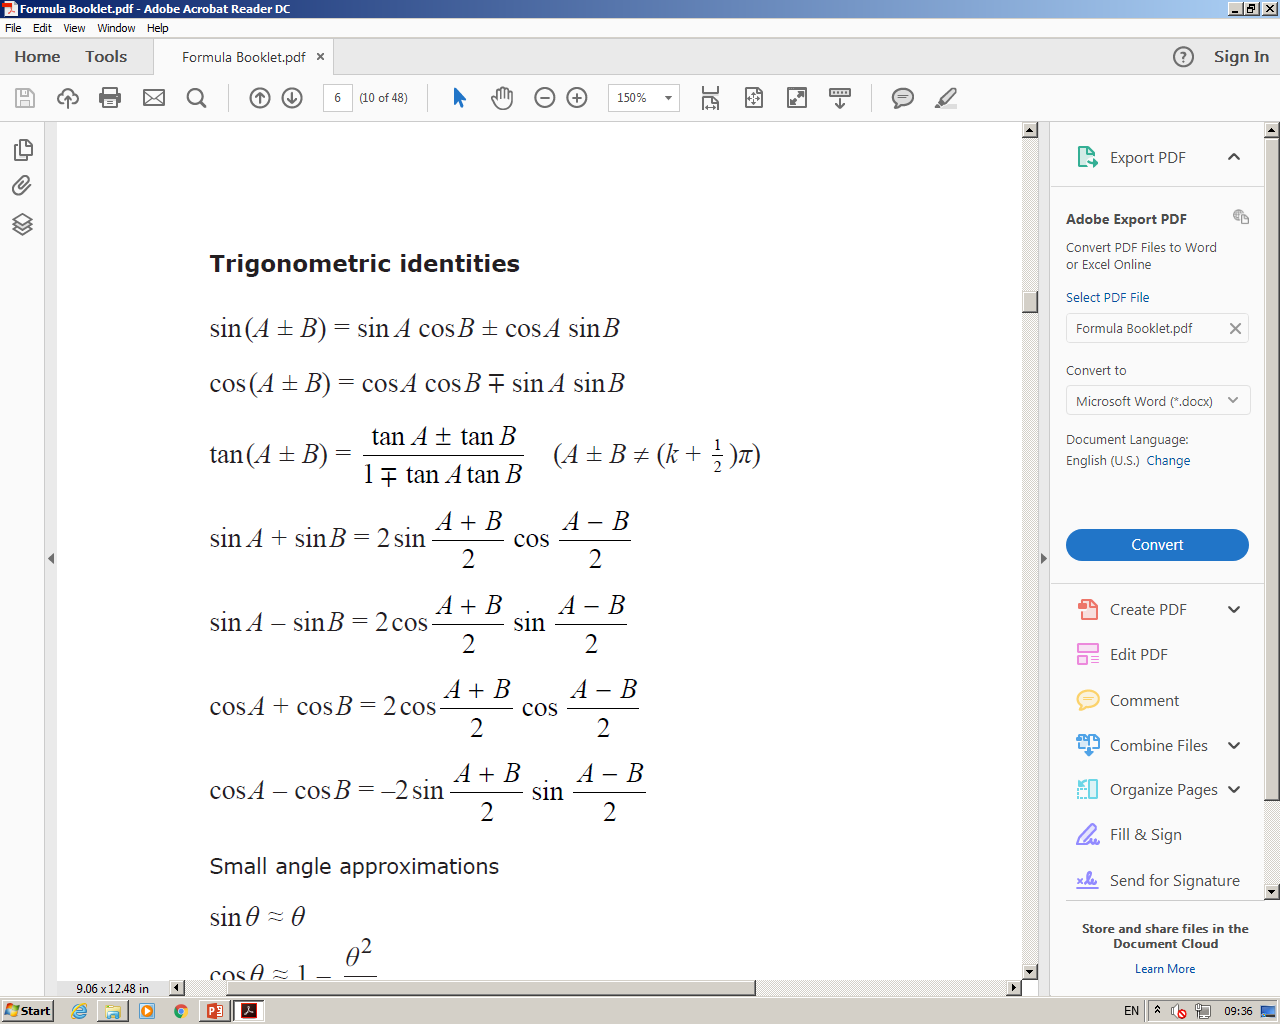 Formula Booklet.pdf - Adobe Acrobat Reader DC
File Edit View Window Help
Home Tools Formula Booklet.pdf × ? Sign In
6 (10 of 48) 150%
Trigonometric identities
sin(A ± B) = sin A cos B ± cos A sin B
cos(A ± B) = cos A cos B ∓ sin A sin B
tan(A ± B) = (tan A ± tan B)/(1 ∓ tan A tan B) (A ± B ≠ (k + 1/2)π)
sin A + sin B = 2 sin (A + B)/2 cos (A − B)/2
sin A – sin B = 2 cos (A + B)/2 sin (A − B)/2
cos A + cos B = 2 cos (A + B)/2 cos (A − B)/2
cos A – cos B = –2 sin (A + B)/2 sin (A − B)/2
Small angle approximations
sin θ ≈ θ
cos θ ≈ 1 − θ²
9.06 x 12.48 in
Export PDF
Adobe Export PDF
Convert PDF Files to Word
or Excel Online
Select PDF File
Formula Booklet.pdf
Convert to
Microsoft Word (*.docx)
Document Language:
English (U.S.) Change
Convert
Create PDF
Edit PDF
Comment
Combine Files
Organize Pages
Fill & Sign
Send for Signature
Store and share files in the
Document Cloud
Learn More
Start EN 09:36